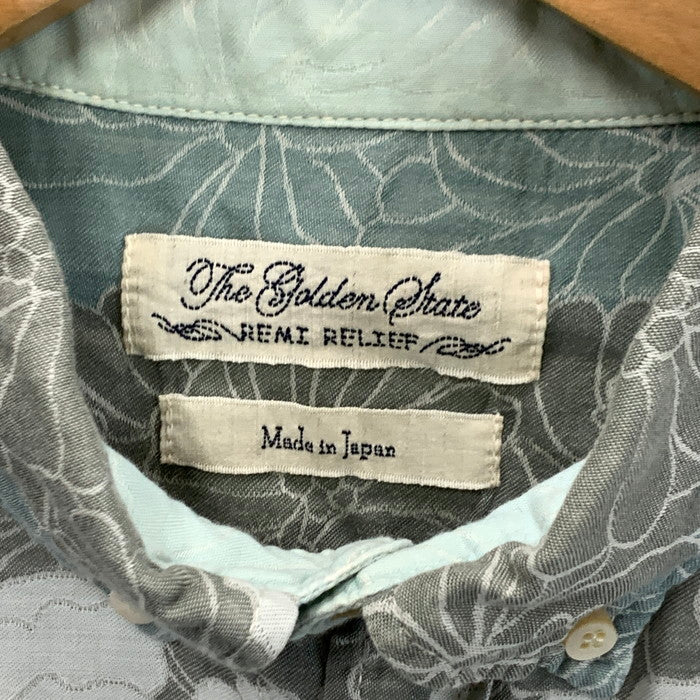 The Golden State
REMI RELIEF
Made in Japan